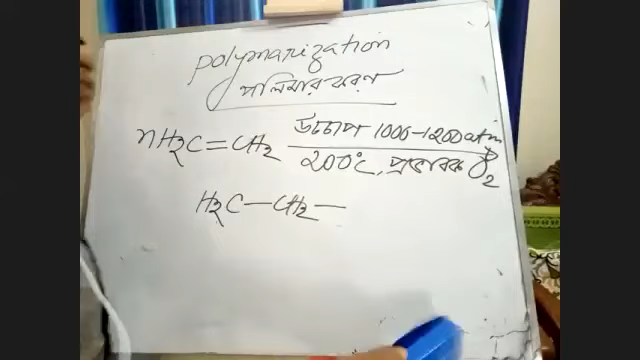 polymarization
পলিমারকরণ
nH2C=CH2 উচ্চচাপ 1000-1200 atm
200°C, প্রভাবক O2
H2C-CH2-